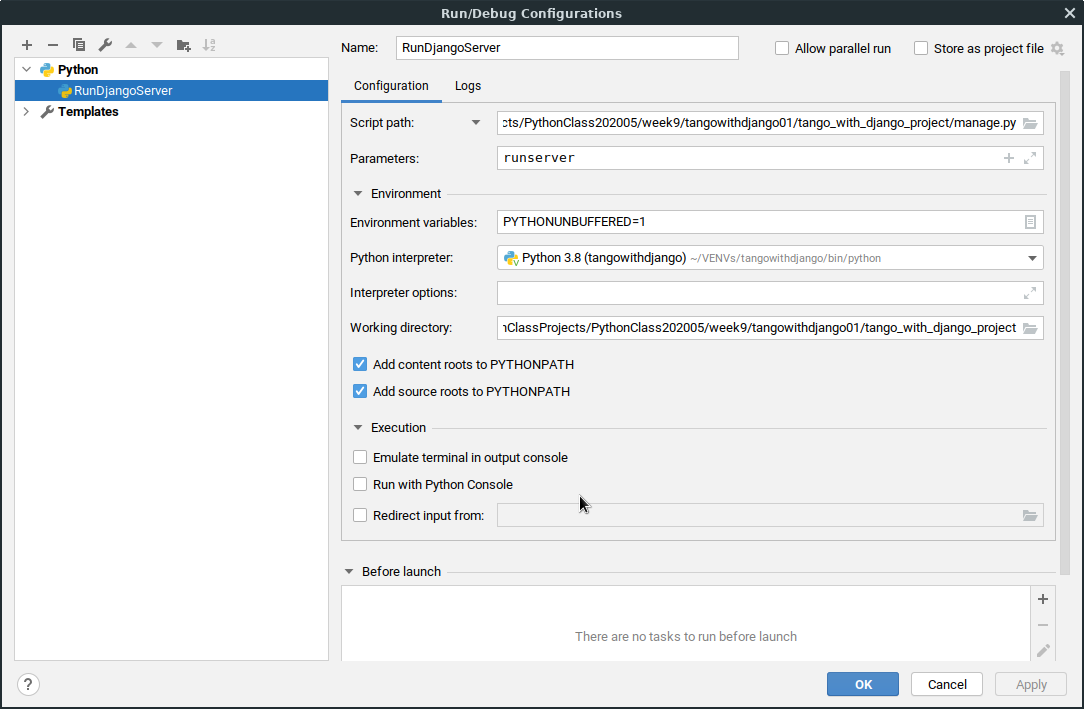 Run/Debug Configurations
Name: RunDjangoServer Allow parallel run Store as project file
Python
RunDjangoServer
Templates
Configuration Logs
Script path: cts/PythonClass202005/week9/tangowithdjango01/tango_with_django_project/manage.py
Parameters: runserver
Environment
Environment variables: PYTHONUNBUFFERED=1
Python interpreter: Python 3.8 (tangowithdjango) ~/VENVs/tangowithdjango/bin/python
Interpreter options:
Working directory: nClassProjects/PythonClass202005/week9/tangowithdjango01/tango_with_django_project
Add content roots to PYTHONPATH
Add source roots to PYTHONPATH
Execution
Emulate terminal in output console
Run with Python Console
Redirect input from:
Before launch
There are no tasks to run before launch
? OK Cancel Apply